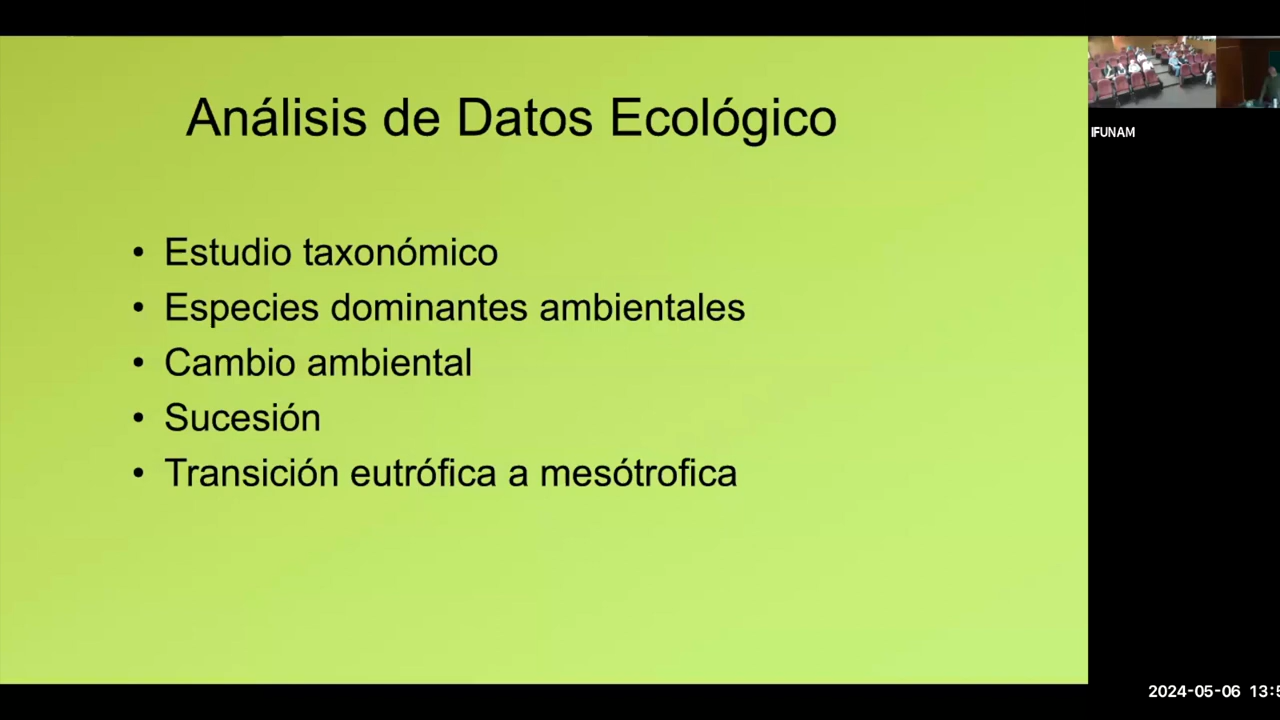 Análisis de Datos Ecológico
• Estudio taxonómico
• Especies dominantes ambientales
• Cambio ambiental
• Sucesión
• Transición eutrófica a mesótrofica
IFUNAM
2024-05-06 13:5